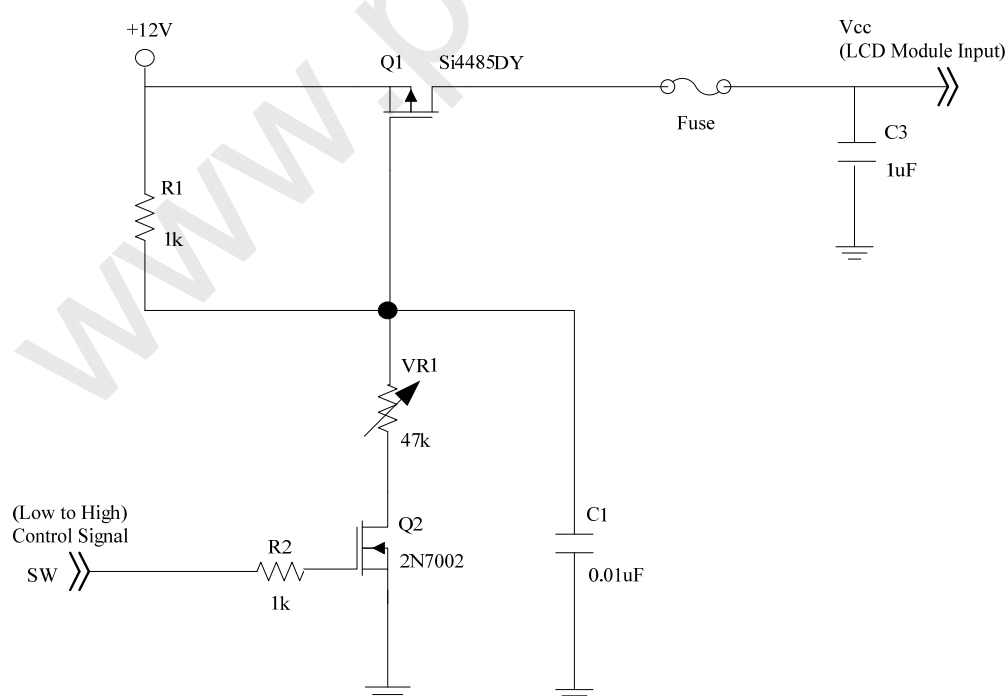 +12V
Q1
Si4485DY
Vcc
(LCD Module Input)
Fuse
C3
1uF
R1
1k
VR1
47k
(Low to High)
Control Signal
SW
R2
1k
Q2
2N7002
C1
0.01uF
www.p